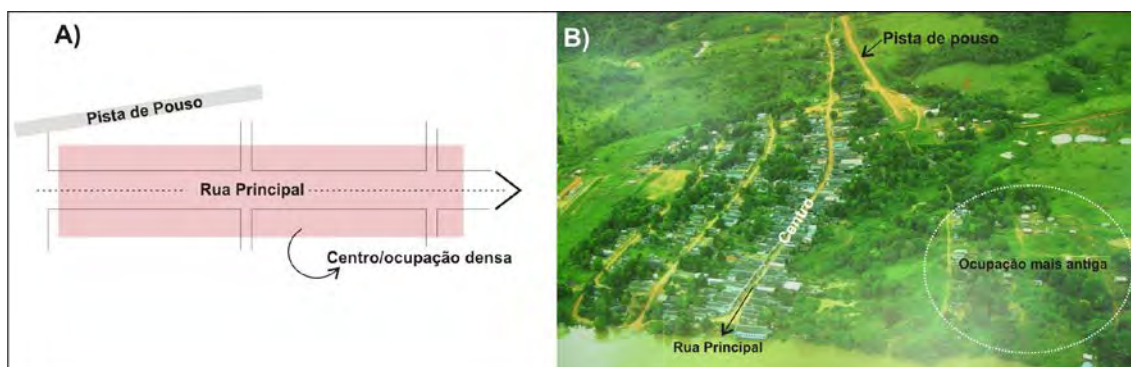 A)
Pista de Pouso
Rua Principal
Centro/ocupação densa
B)
Pista de pouso
Centro
Ocupação mais antiga
Rua Principal